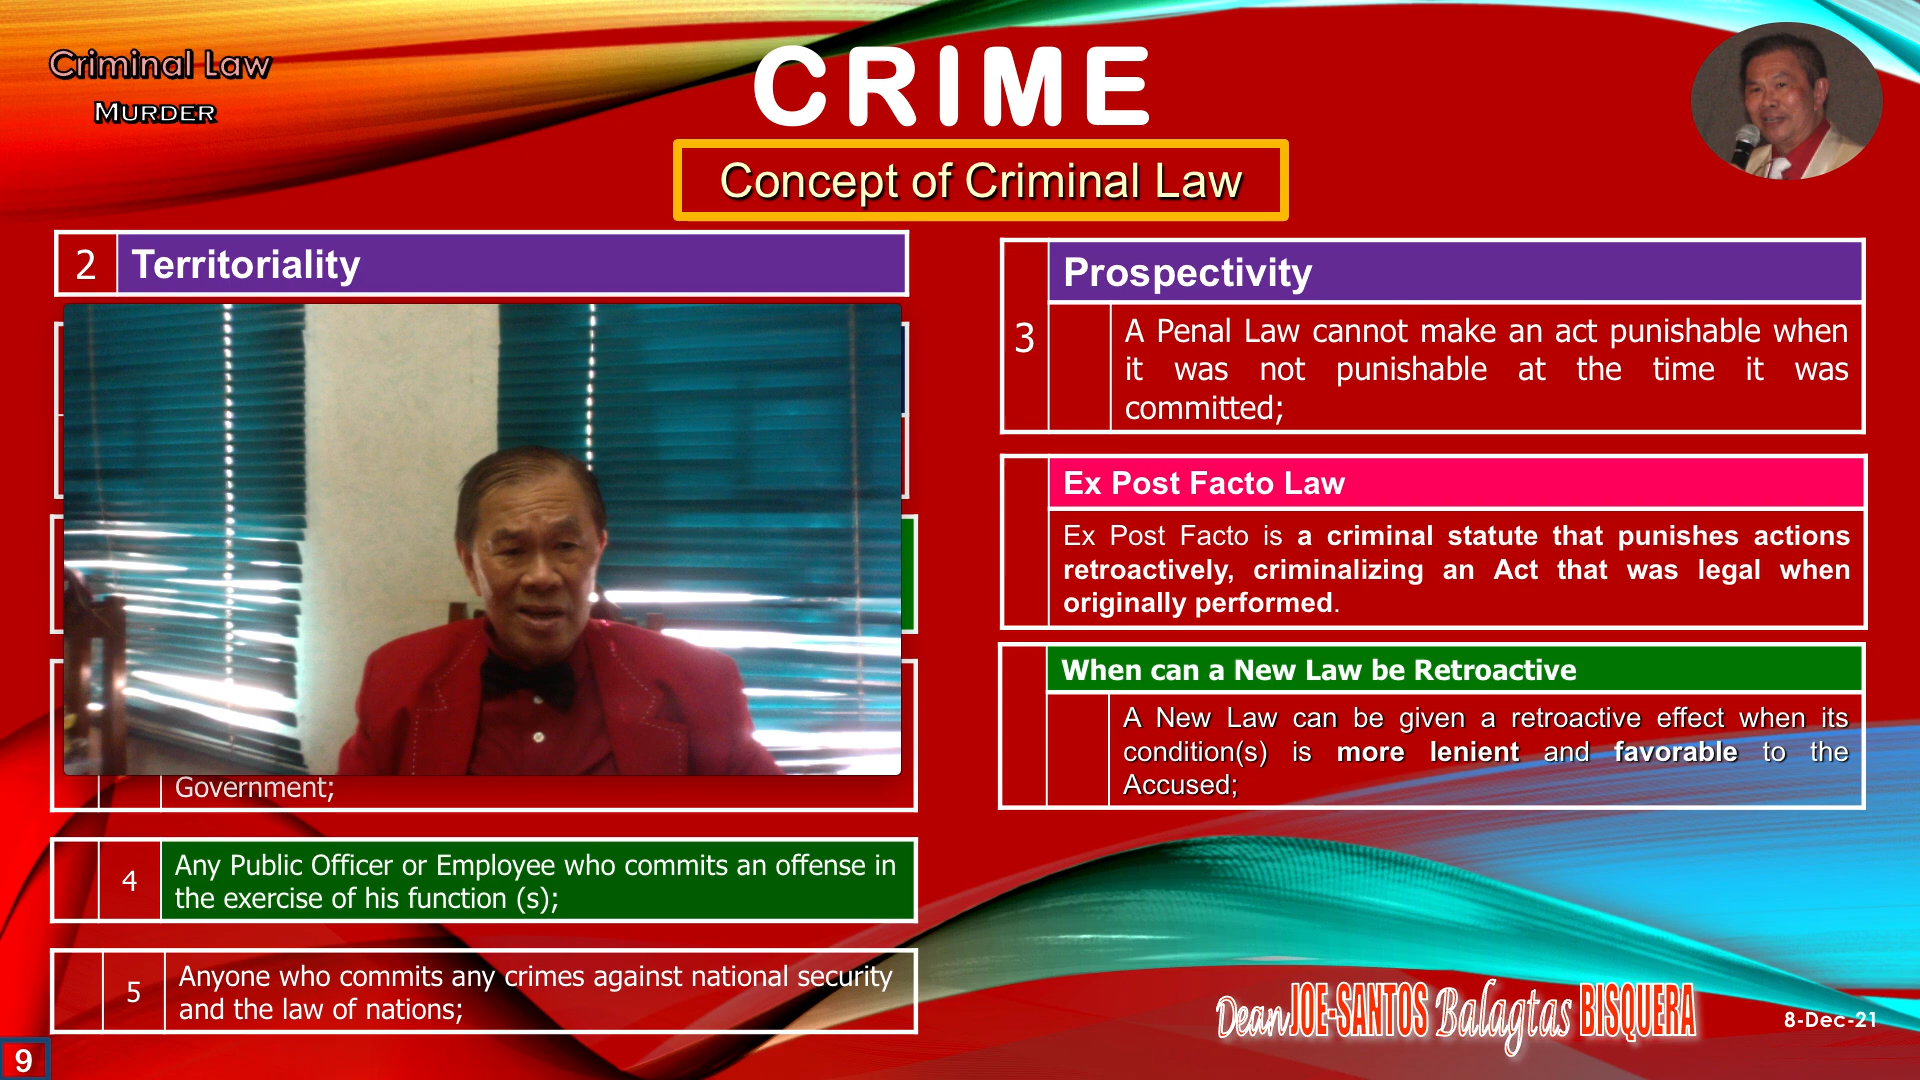 Criminal Law
MURDER
CRIME
Concept of Criminal Law
2
Territoriality
Government;
4
Any Public Officer or Employee who commits an offense in
the exercise of his function (s);
5
Anyone who commits any crimes against national security
and the law of nations;
9
3
Prospectivity
A Penal Law cannot make an act punishable when
it was not punishable at the time it was
committed;
Ex Post Facto Law
Ex Post Facto is a criminal statute that punishes actions
retroactively, criminalizing an Act that was legal when
originally performed.
When can a New Law be Retroactive
A New Law can be given a retroactive effect when its
condition(s) is more lenient and favorable to the
Accused;
Dean JOE-SANTOS Balagtas BISQUERA
8-Dec-21